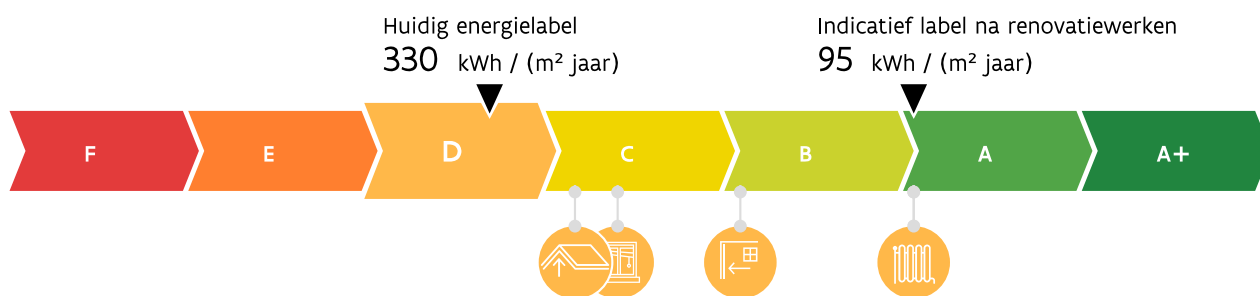 Huidig energielabel
330 kWh / (m² jaar)
Indicatief label na renovatiewerken
95 kWh / (m² jaar)
F E D C B A A+